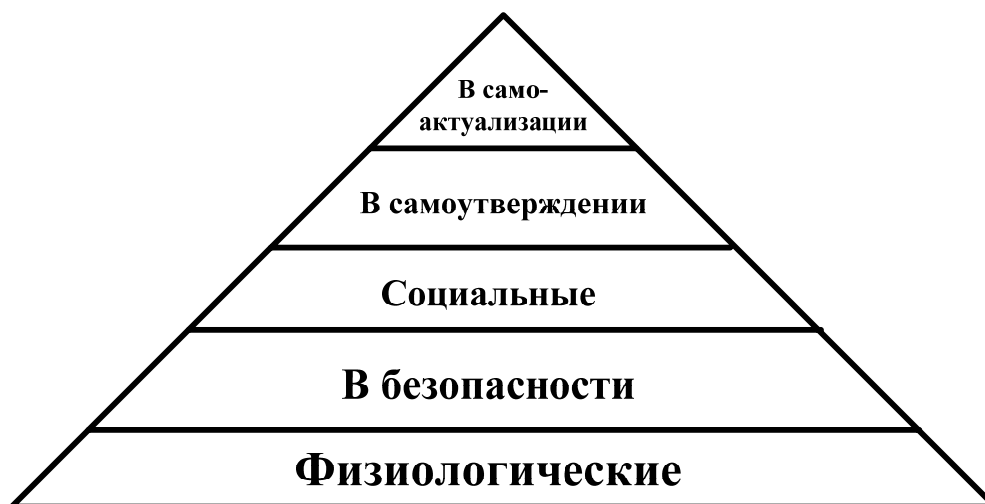 В само-
актуализации
В самоутверждении
Социальные
В безопасности
Физиологические